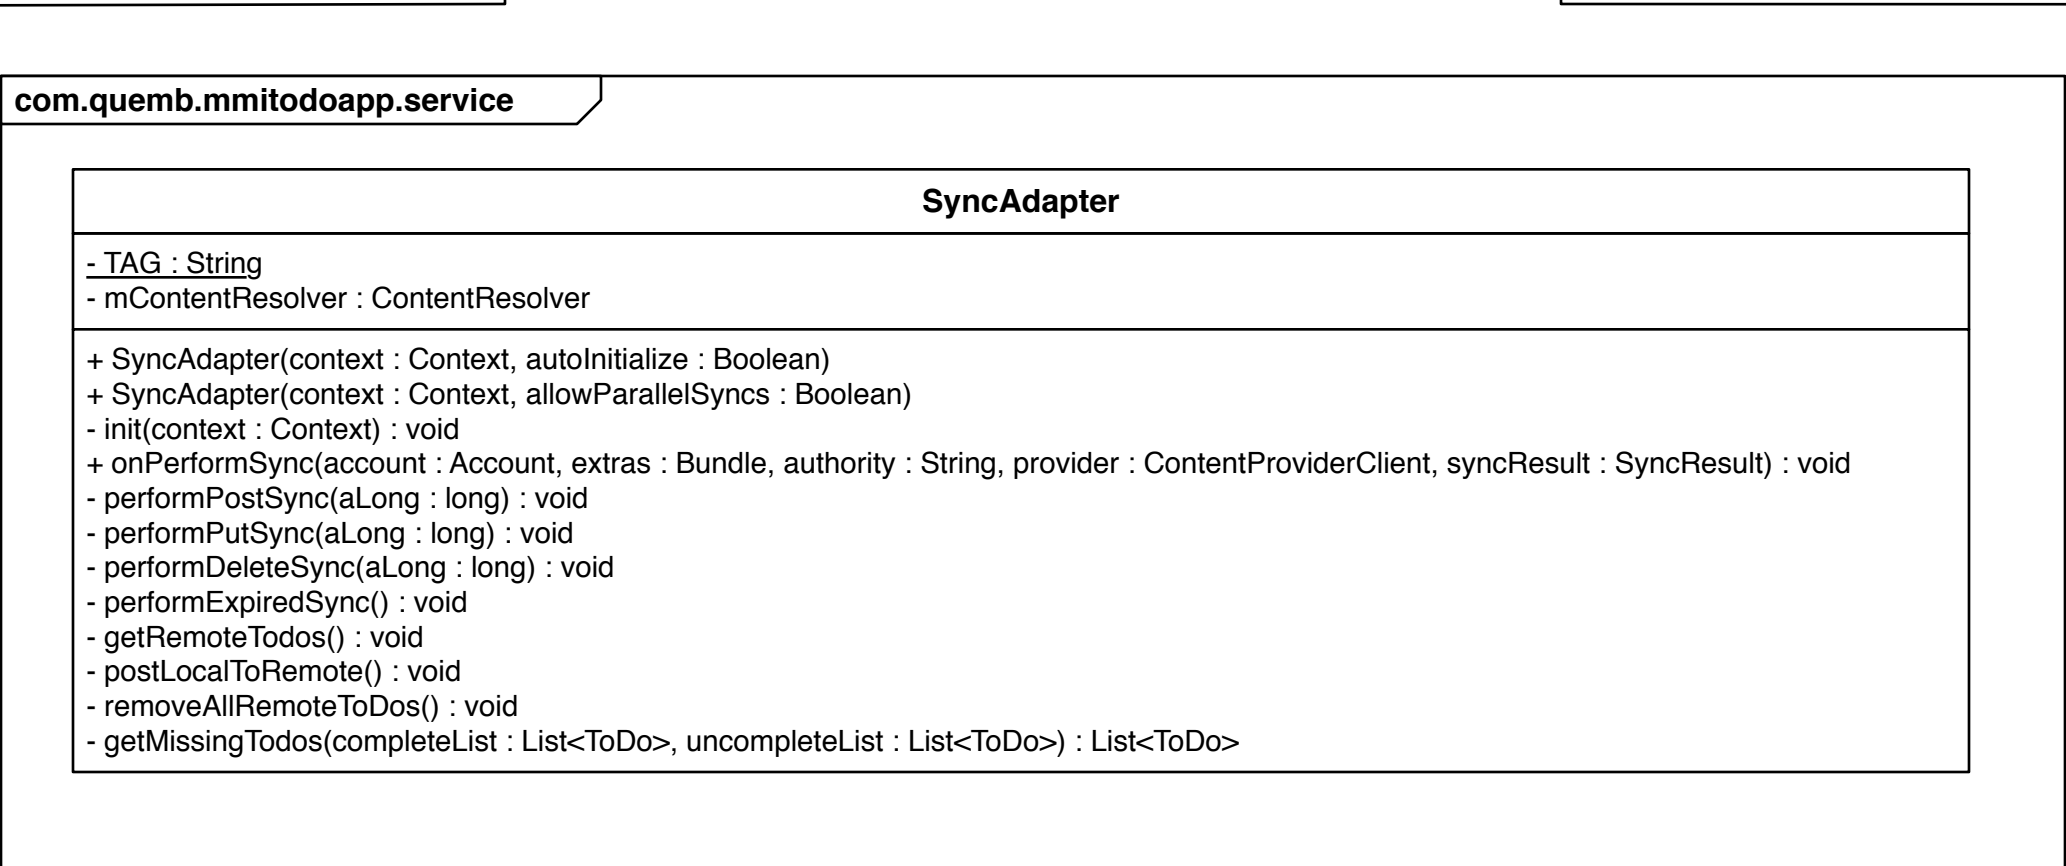 com.quemb.mmitodoapp.service
SyncAdapter
- TAG : String
- mContentResolver : ContentResolver
+ SyncAdapter(context : Context, autoInitialize : Boolean)
+ SyncAdapter(context : Context, allowParallelSyncs : Boolean)
- init(context : Context) : void
+ onPerformSync(account : Account, extras : Bundle, authority : String, provider : ContentProviderClient, syncResult : SyncResult) : void
- performPostSync(aLong : long) : void
- performPutSync(aLong : long) : void
- performDeleteSync(aLong : long) : void
- performExpiredSync() : void
- getRemoteTodos() : void
- postLocalToRemote() : void
- removeAllRemoteToDos() : void
- getMissingTodos(completeList : List<ToDo>, uncompleteList : List<ToDo>) : List<ToDo>